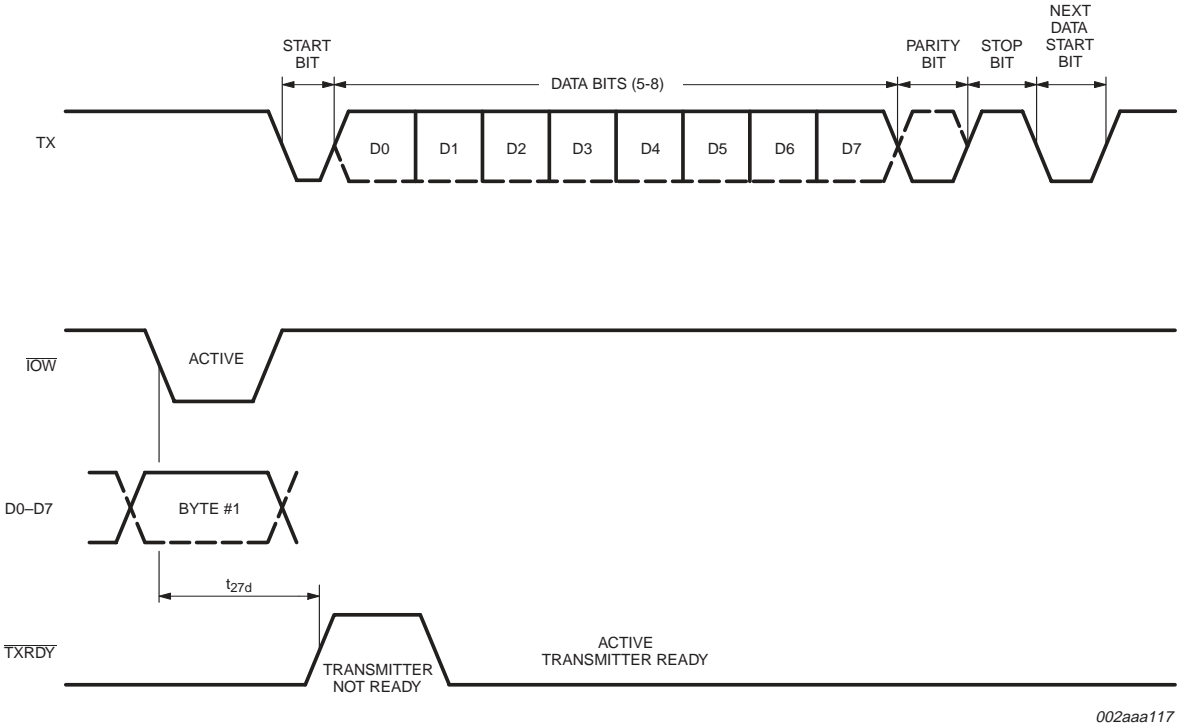 START
BIT
DATA BITS (5-8)
PARITY
BIT
STOP
BIT
NEXT
DATA
START
BIT
TX
D0
D1
D2
D3
D4
D5
D6
D7
IOW
ACTIVE
D0–D7
BYTE #1
t27d
TXRDY
TRANSMITTER
NOT READY
ACTIVE
TRANSMITTER READY
002aaa117